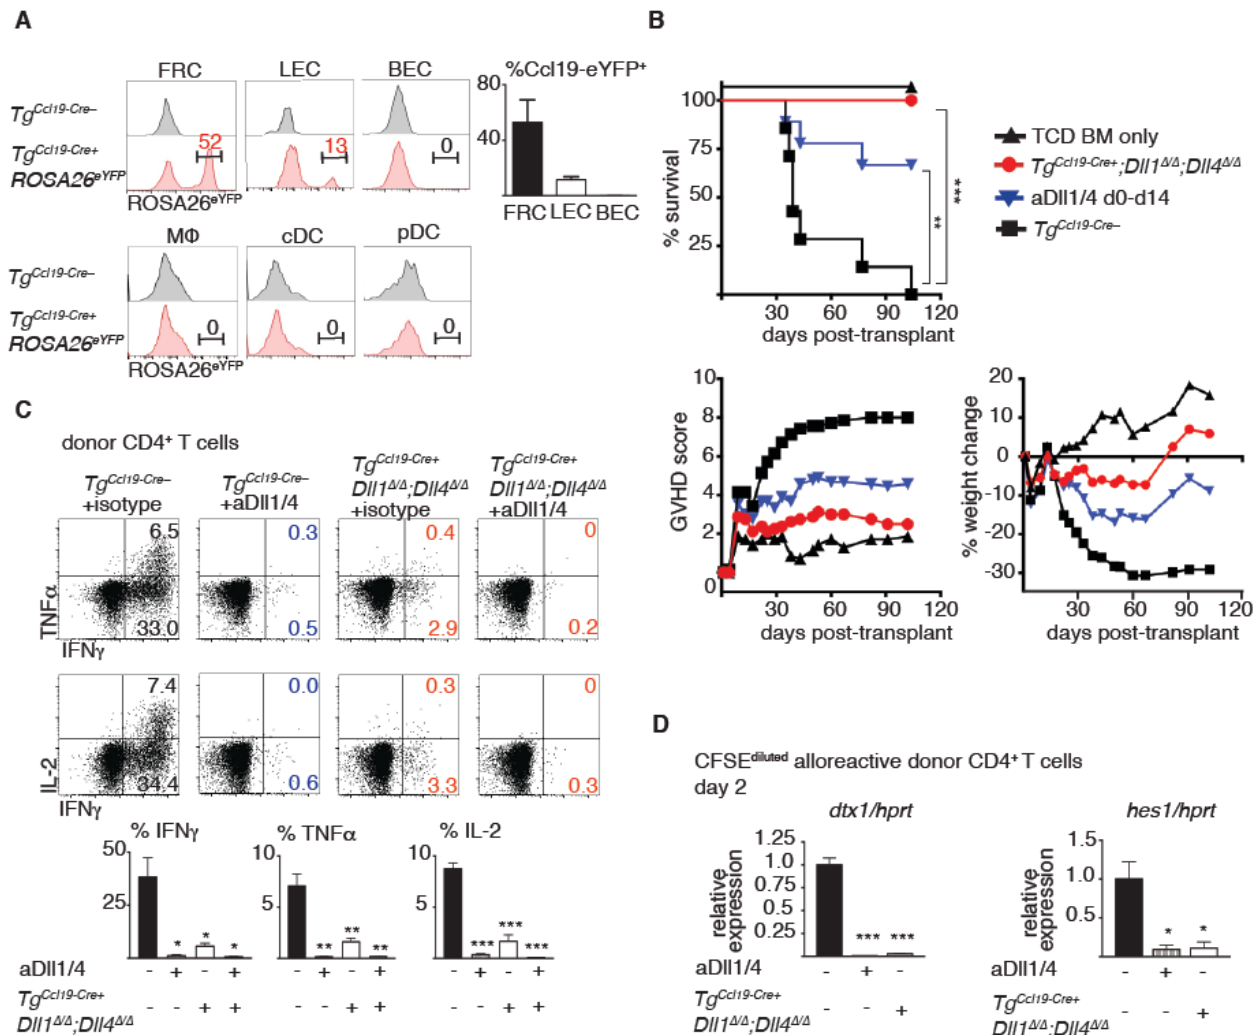 A
FRC LEC BEC
%Ccl19-eYFP+
80
40
TgCcl19-Cre–
TgCcl19-Cre+
ROSA26eYFP
52
13
0
ROSA26eYFP
FRC LEC BEC
MΦ cDC pDC
TgCcl19-Cre–
TgCcl19-Cre+
ROSA26eYFP
0
0
0
ROSA26eYFP
B
% survival
100
75
50
25
30 60 90 120
days post-transplant
***
**
TCD BM only
TgCcl19-Cre+;Dll1Δ/Δ;Dll4Δ/Δ
aDll1/4 d0-d14
TgCcl19-Cre–
GVHD score
10
8
6
4
2
0
30 60 90 120
days post-transplant
% weight change
20
10
0
-10
-20
-30
30 60 90 120
days post-transplant
C
donor CD4+ T cells
TgCcl19-Cre–
+isotype
TgCcl19-Cre–
+aDll1/4
TgCcl19-Cre+
Dll1Δ/Δ;Dll4Δ/Δ
+isotype
TgCcl19-Cre+
Dll1Δ/Δ;Dll4Δ/Δ
+aDll1/4
6.5 0.3 0.4 0
TNFα
33.0 0.5 2.9 0.2
IFNγ
7.4 0.0 0.3 0
IL-2
34.4 0.6 3.3 0.3
IFNγ
% IFNγ % TNFα % IL-2
50
25
* * *
10
5
** ** **
10
5
*** *** ***
aDll1/4 - + - + - + - + - + - +
TgCcl19-Cre+
Dll1Δ/Δ;Dll4Δ/Δ - - + + - - + + - - + +
D
CFSEdiluted alloreactive donor CD4+ T cells
day 2
dtx1/hprt
relative
expression
1.25
1.0
0.75
0.5
0.25
*** ***
aDll1/4 - + -
TgCcl19-Cre+
Dll1Δ/Δ;Dll4Δ/Δ - - +
hes1/hprt
relative
expression
1.5
1.0
0.5
* *
aDll1/4 - + -
TgCcl19-Cre+
Dll1Δ/Δ;Dll4Δ/Δ - - +